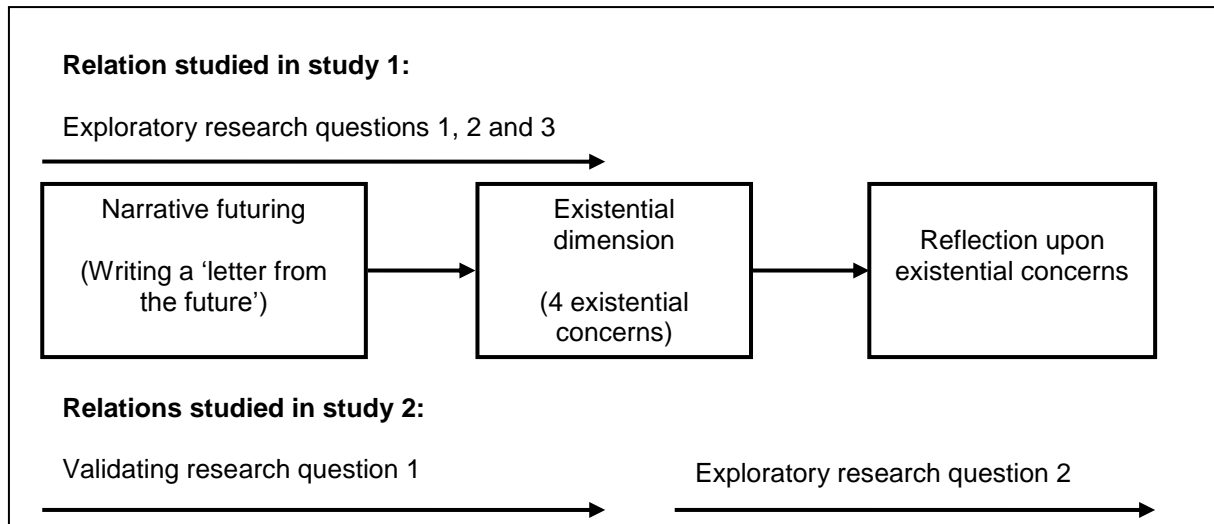 Relation studied in study 1:
Exploratory research questions 1, 2 and 3
Narrative futuring
(Writing a ‘letter from
the future’)
Existential
dimension
(4 existential
concerns)
Reflection upon
existential concerns
Relations studied in study 2:
Validating research question 1
Exploratory research question 2